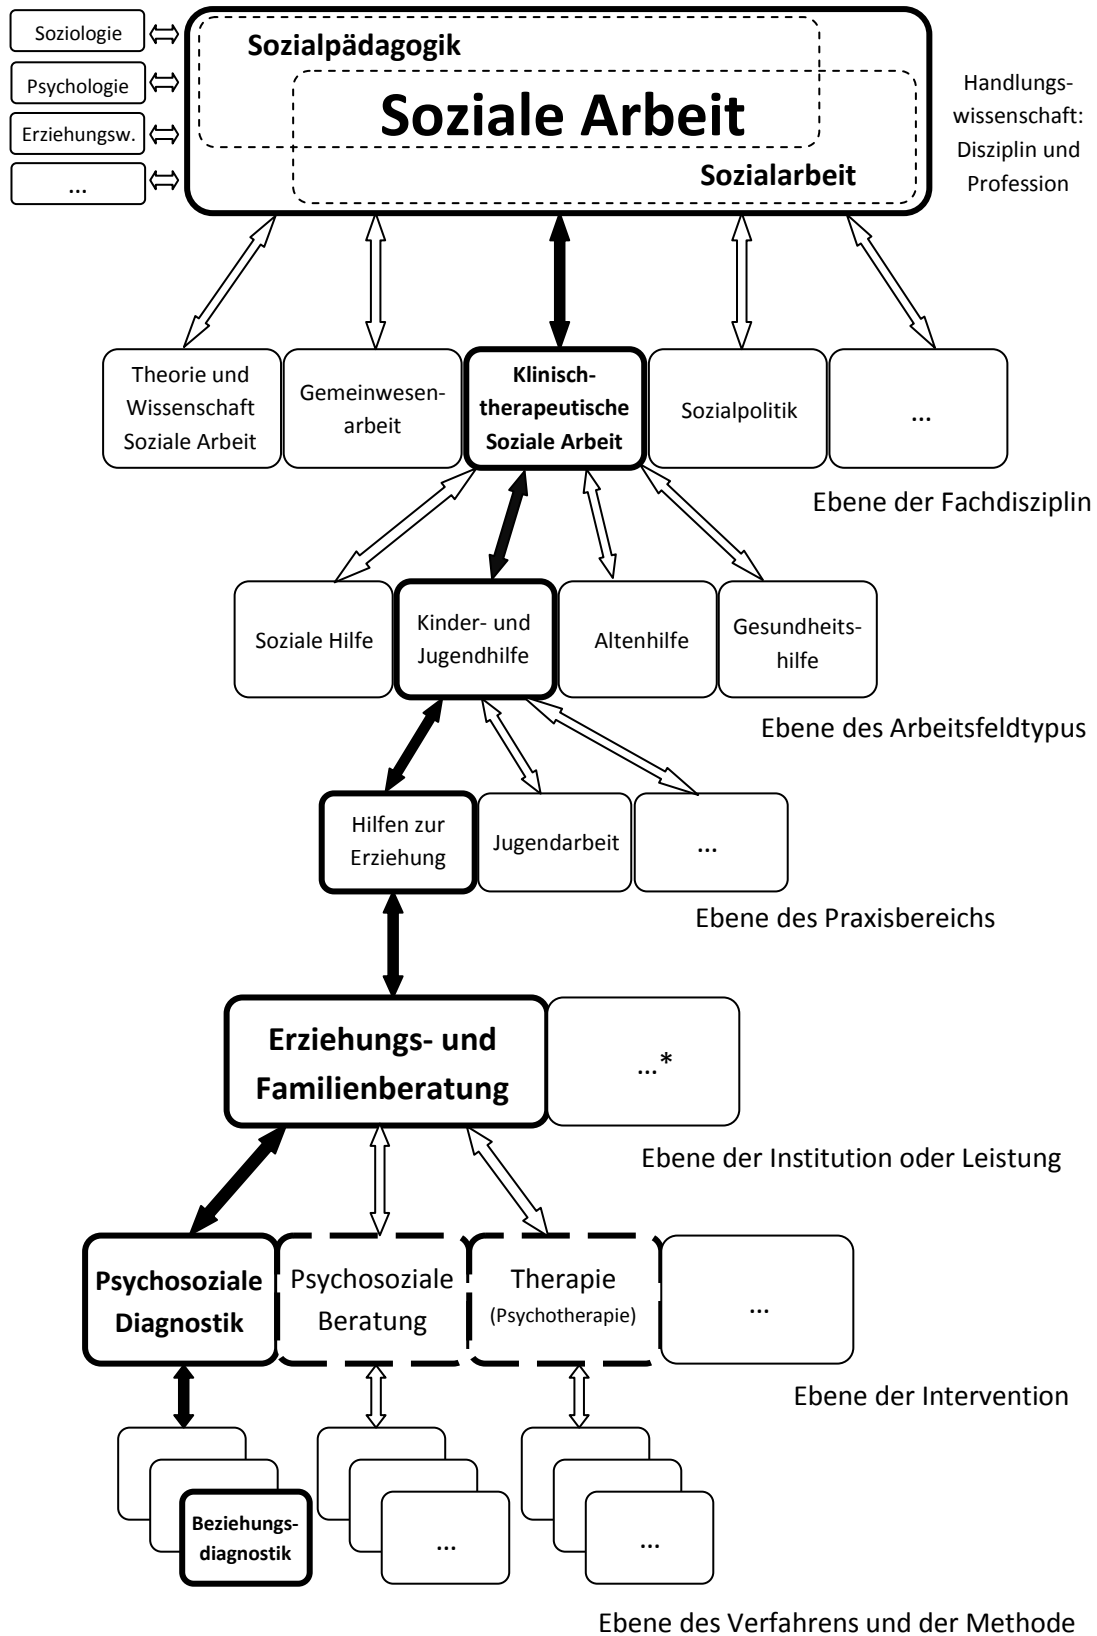 Soziologie
Psychologie
Erziehungsw.
...
Sozialpädagogik
Soziale Arbeit
Sozialarbeit
Handlungs-
wissenschaft:
Disziplin und
Profession
Theorie und
Wissenschaft
Soziale Arbeit
Gemeinwesen-
arbeit
Klinisch-
therapeutische
Soziale Arbeit
Sozialpolitik
...
Ebene der Fachdisziplin
Soziale Hilfe
Kinder- und
Jugendhilfe
Altenhilfe
Gesundheits-
hilfe
Ebene des Arbeitsfeldtypus
Hilfen zur
Erziehung
Jugendarbeit
...
Ebene des Praxisbereichs
Erziehungs- und
Familienberatung
...*
Ebene der Institution oder Leistung
Psychosoziale
Diagnostik
Psychosoziale
Beratung
Therapie
(Psychotherapie)
...
Ebene der Intervention
Beziehungs-
diagnostik
...
...
Ebene des Verfahrens und der Methode